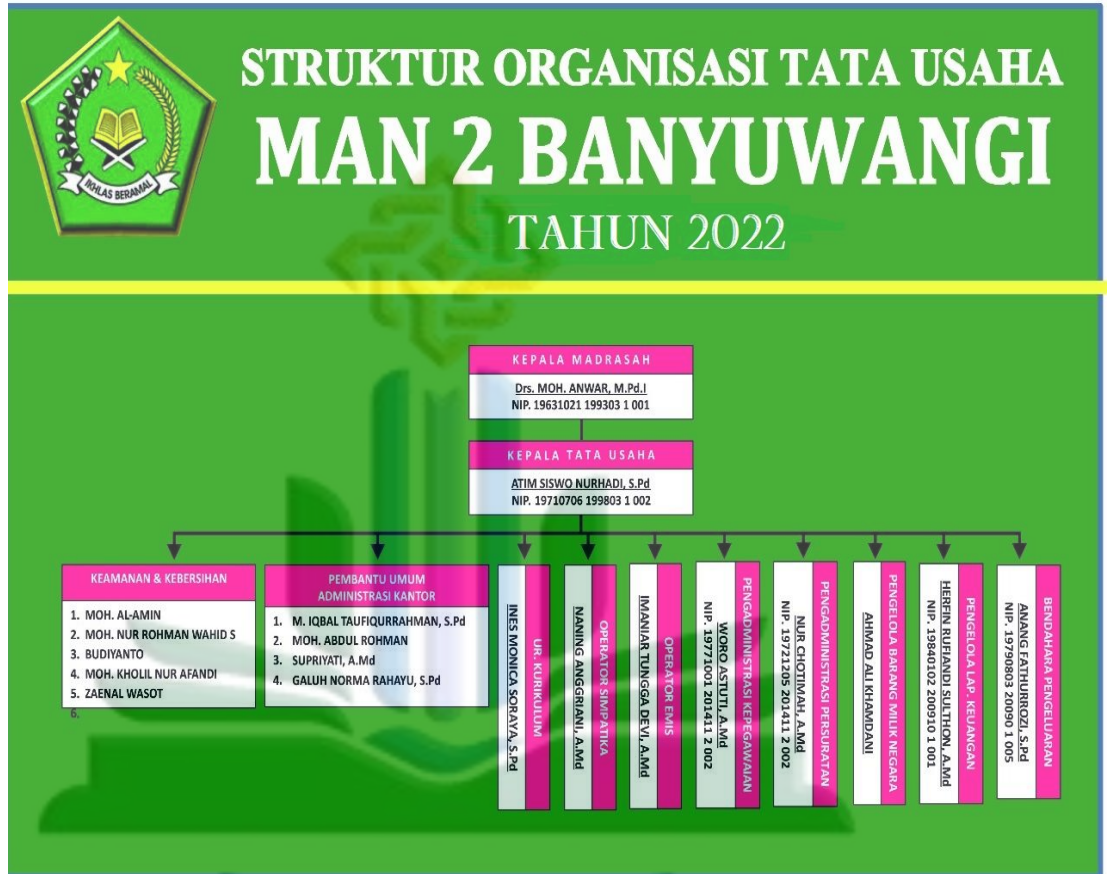 STRUKTUR ORGANISASI TATA USAHA
MAN 2 BANYUWANGI
TAHUN 2022
IKHLAS BERAMAL
KEPALA MADRASAH
Drs. MOH. ANWAR, M.Pd.I
NIP. 19631021 199303 1 001
KEPALA TATA USAHA
ATIM SISWO NURHADI, S.Pd
NIP. 19710706 199803 1 002
KEAMANAN & KEBERSIHAN
1. MOH. AL-AMIN
2. MOH. NUR ROHMAN WAHID S
3. BUDIYANTO
4. MOH. KHOLIL NUR AFANDI
5. ZAENAL WASOT
6.
PEMBANTU UMUM
ADMINISTRASI KANTOR
1. M. IQBAL TAUFIQURRAHMAN, S.Pd
2. MOH. ABDUL ROHMAN
3. SUPRIYATI, A.Md
4. GALUH NORMA RAHAYU, S.Pd
UR. KURIKULUM
INES MONICA SORAYA, S.Pd
OPERATOR SIMPATIKA
NANING ANGGRIANI, A.Md
OPERATOR EMIS
IMANIAR TUNGGA DEVI, A.Md
PENGADMINISTRASI KEPEGAWAIAN
WORO ASTUTI, A.Md
NIP. 19771001 201411 2 002
PENGADMINISTRASI PERSURATAN
NUR CHOTIMAH, A.Md
NIP. 19721205 201411 2 002
PENGELOLA BARANG MILIK NEGARA
AHMAD ALI KHAMDANI
PENGELOLA LAP. KEUANGAN
HERFIN RUFIANDI SULTHON, A.Md
NIP. 19840102 200910 1 001
BENDAHARA PENGELUARAN
ANANG FATHURROZI, S.Pd
NIP. 19790803 20090 1 005